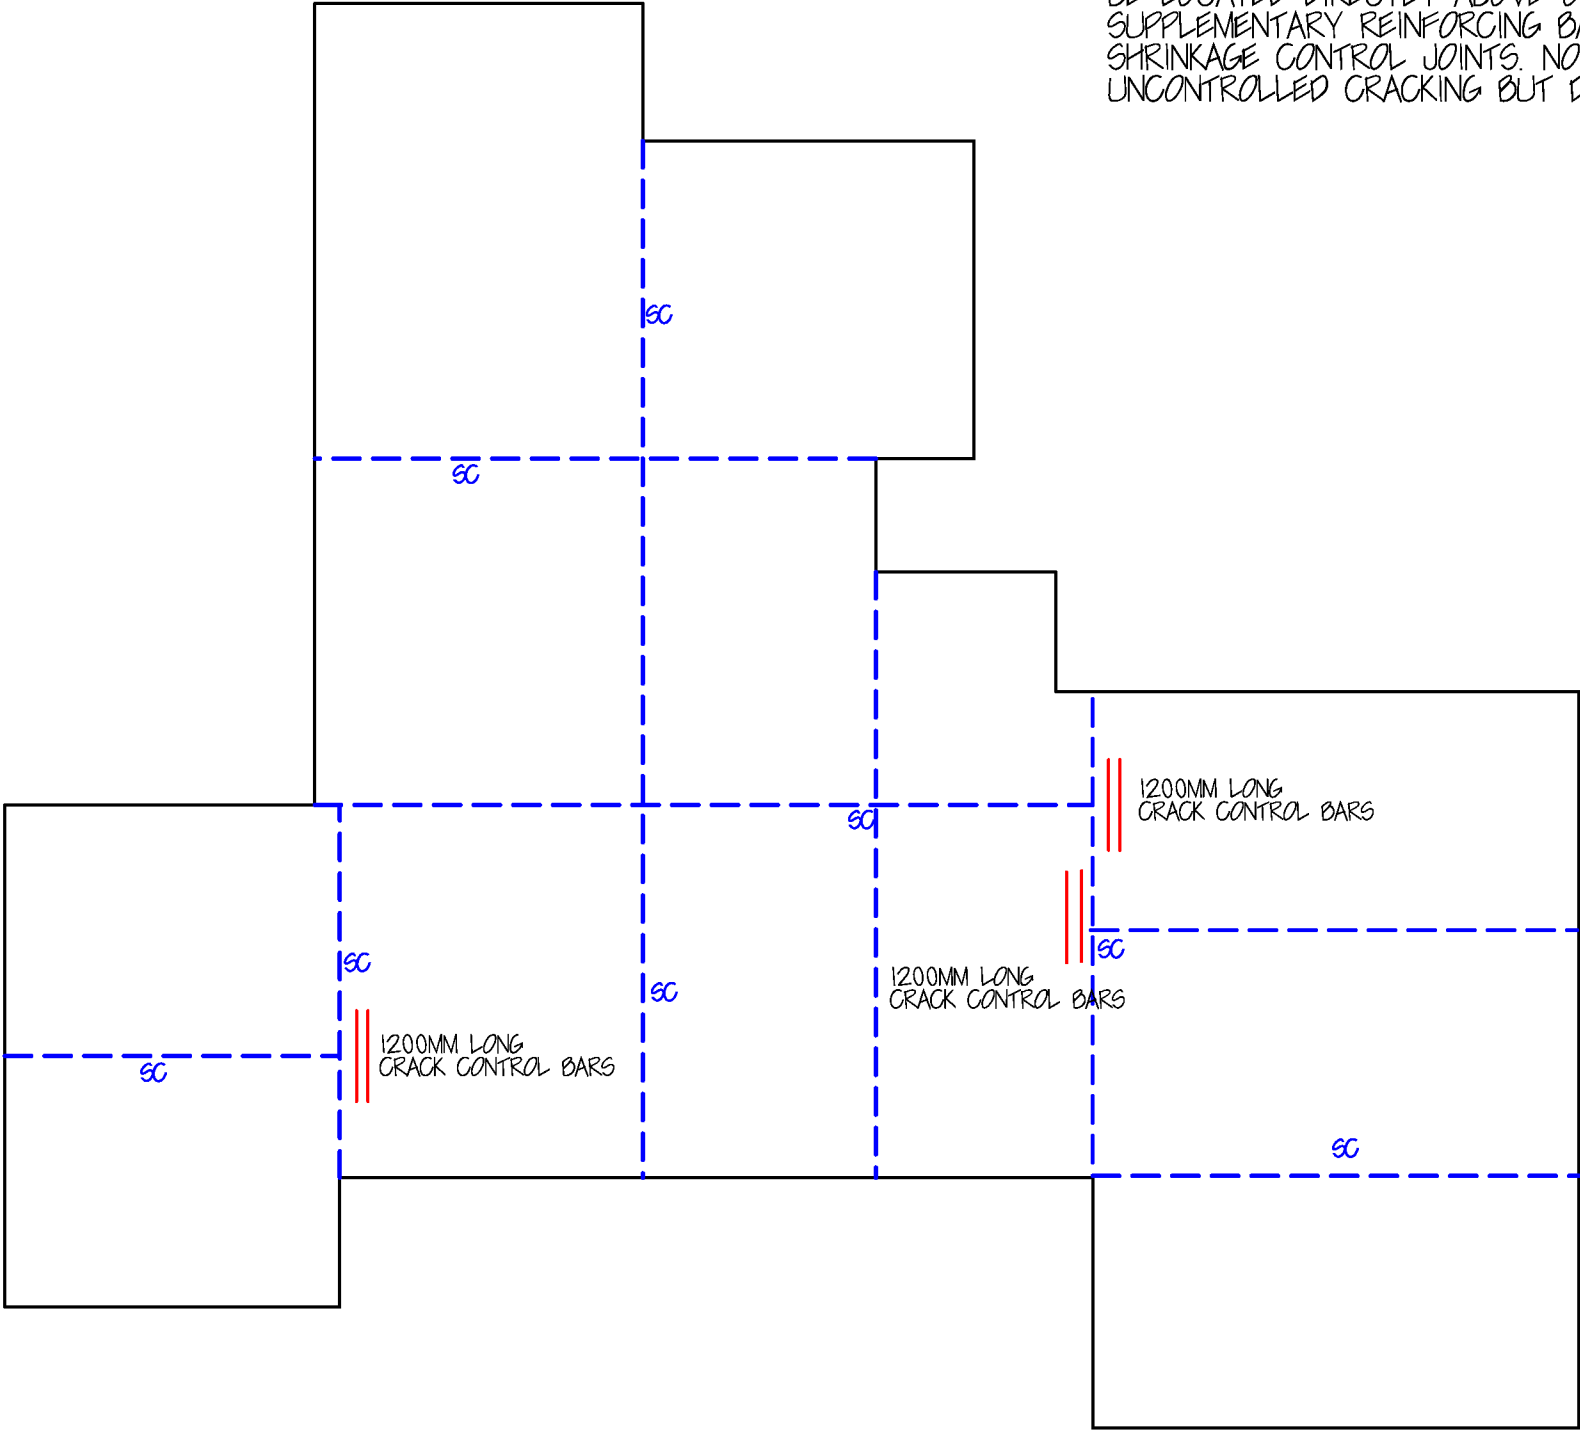 SUPPLEMENTARY REINFORCING
SHRINKAGE CONTROL JOINTS. NO
UNCONTROLLED CRACKING BUT
SC
SC
1200MM LONG
CRACK CONTROL BARS
SC
SC
SC
1200MM LONG
CRACK CONTROL BARS
SC
1200MM LONG
CRACK CONTROL BARS
SC
SC